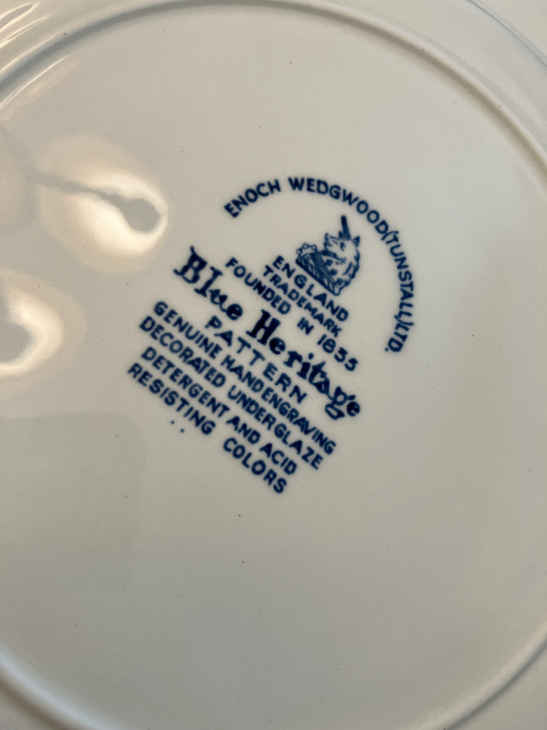 ENOCH WEDGWOOD (TUNSTALL) LTD.
ENGLAND
TRADEMARK
FOUNDED IN 1835
Blue Heritage
PATTERN
GENUINE HANDENGRAVING
DECORATED UNDERGLAZE
DETERGENT AND ACID
RESISTING COLORS